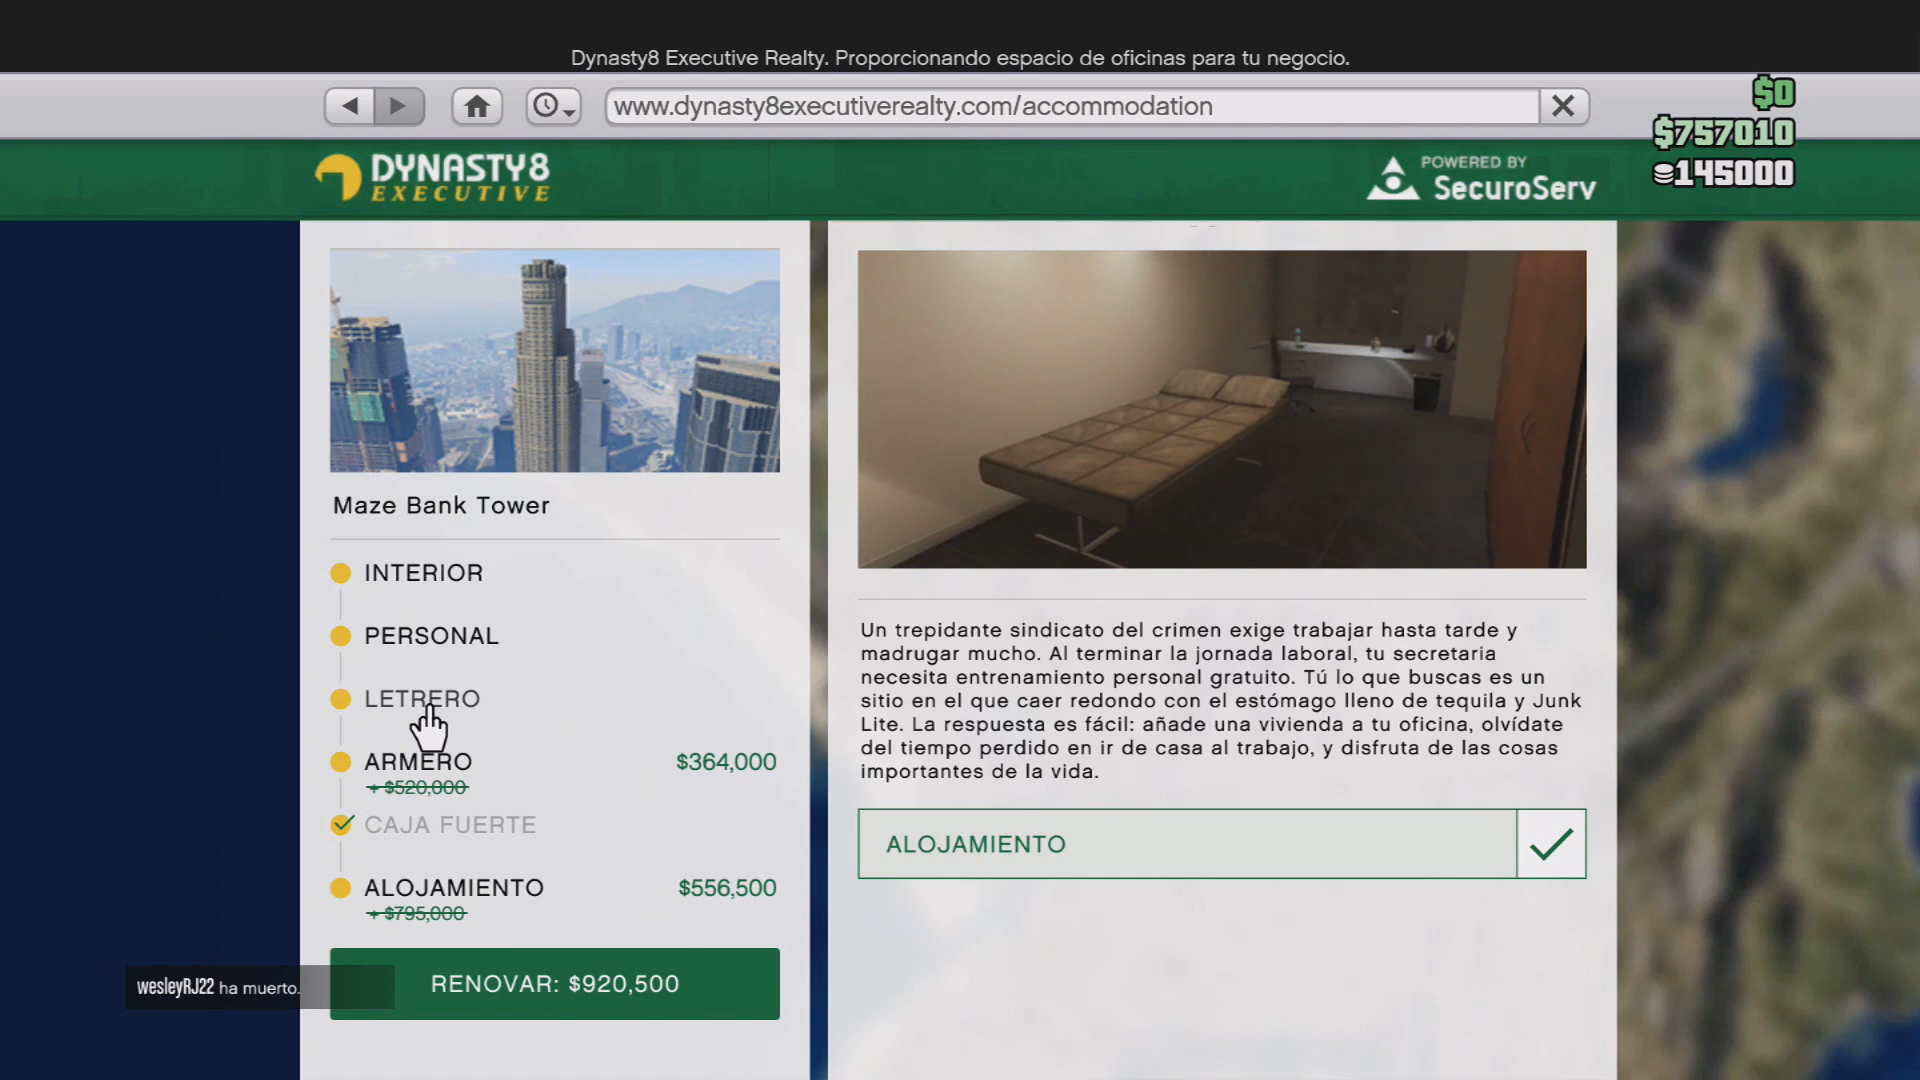 Dynasty8 Executive Realty. Proporcionando espacio de oficinas para tu negocio.
www.dynasty8executiverealty.com/accommodation
$0
$757010
145000
DYNASTY8
EXECUTIVE
POWERED BY
SecuroServ
Maze Bank Tower
INTERIOR
PERSONAL
LETRERO
ARMERO $364,000
+ $520,000
CAJA FUERTE
ALOJAMIENTO $556,500
+ $795,000
RENOVAR: $920,500
wesleyRJ22 ha muerto.
Un trepidante sindicato del crimen exige trabajar hasta tarde y
madrugar mucho. Al terminar la jornada laboral, tu secretaria
necesita entrenamiento personal gratuito. Tú lo que buscas es un
sitio en el que caer redondo con el estómago lleno de tequila y Junk
Lite. La respuesta es fácil: añade una vivienda a tu oficina, olvídate
del tiempo perdido en ir de casa al trabajo, y disfruta de las cosas
importantes de la vida.
ALOJAMIENTO